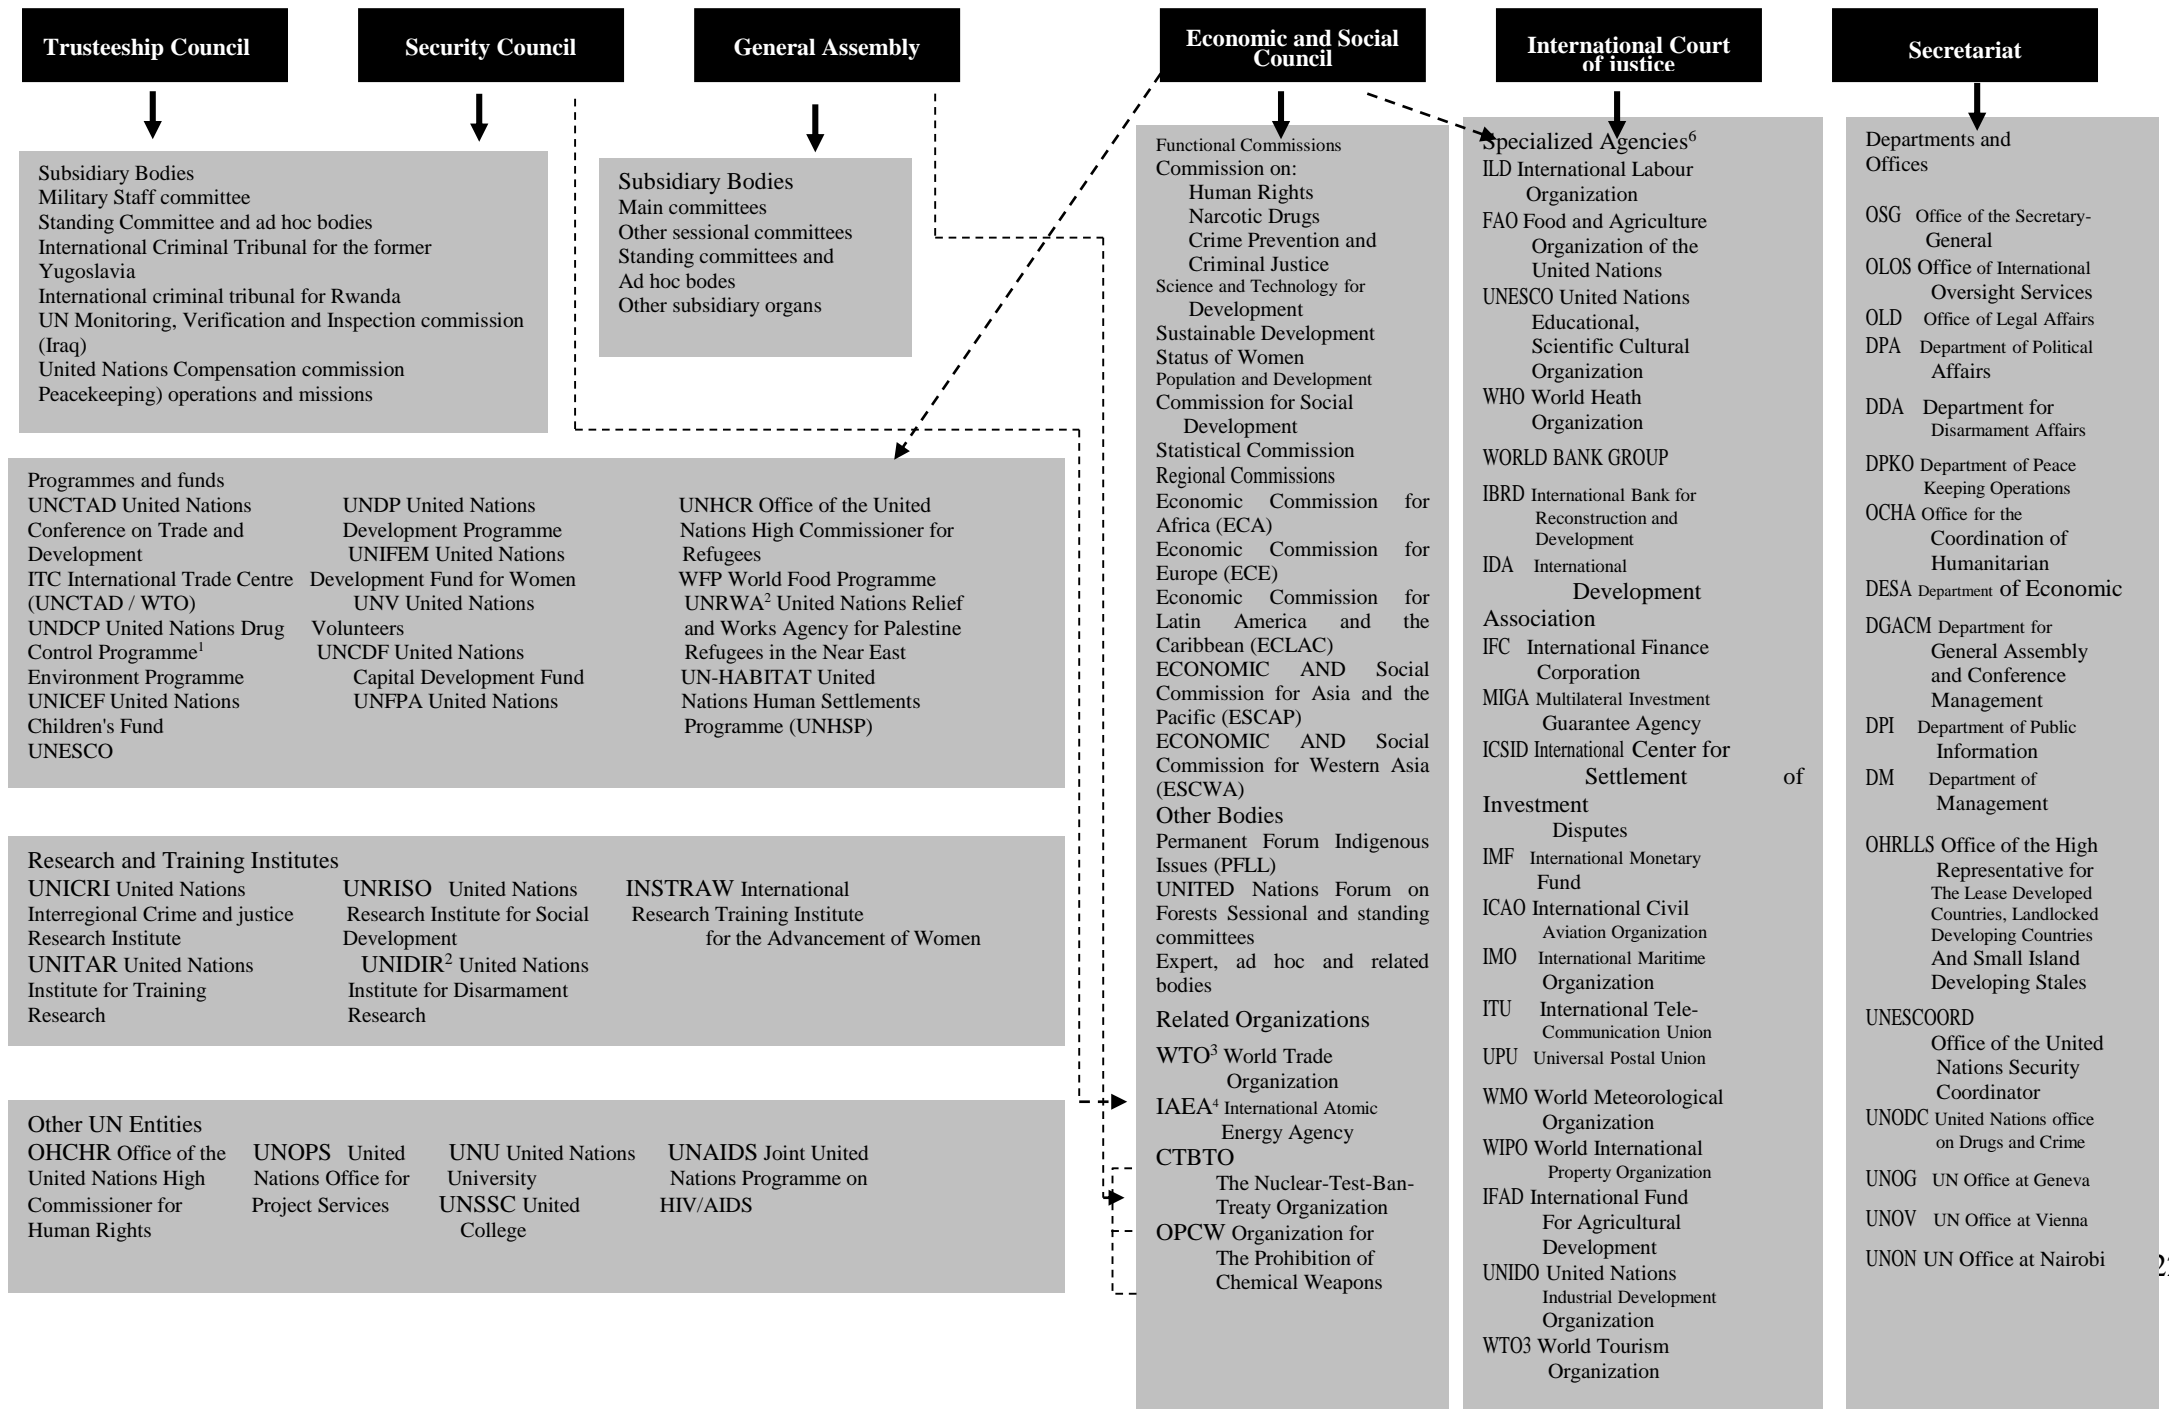 Trusteeship Council
Security Council
General Assembly
Economic and Social
Council
International Court
of justice
Secretariat
Subsidiary Bodies
Military Staff committee
Standing Committee and ad hoc bodies
International Criminal Tribunal for the former
Yugoslavia
International criminal tribunal for Rwanda
UN Monitoring, Verification and Inspection commission
(Iraq)
United Nations Compensation commission
Peacekeeping) operations and missions
Subsidiary Bodies
Main committees
Other sessional committees
Standing committees and
Ad hoc bodes
Other subsidiary organs
Programmes and funds
UNCTAD United Nations
Conference on Trade and
Development
ITC International Trade Centre
(UNCTAD / WTO)
UNDCP United Nations Drug
Control Programme1
Environment Programme
UNICEF United Nations
Children's Fund
UNESCO
UNDP United Nations
Development Programme
UNIFEM United Nations
Development Fund for Women
UNV United Nations
Volunteers
UNCDF United Nations
Capital Development Fund
UNFPA United Nations
UNHCR Office of the United
Nations High Commissioner for
Refugees
WFP World Food Programme
UNRWA2 United Nations Relief
and Works Agency for Palestine
Refugees in the Near East
UN-HABITAT United
Nations Human Settlements
Programme (UNHSP)
Research and Training Institutes
UNICRI United Nations
Interregional Crime and justice
Research Institute
UNITAR United Nations
Institute for Training
Research
UNRISO United Nations
Research Institute for Social
Development
UNIDIR2 United Nations
Institute for Disarmament
Research
INSTRAW International
Research Training Institute
for the Advancement of Women
Other UN Entities
OHCHR Office of the
United Nations High
Commissioner for
Human Rights
UNOPS United
Nations Office for
Project Services
UNU United Nations
University
UNSSC United
College
UNAIDS Joint United
Nations Programme on
HIV/AIDS
Functional Commissions
Commission on:
Human Rights
Narcotic Drugs
Crime Prevention and
Criminal Justice
Science and Technology for
Development
Sustainable Development
Status of Women
Population and Development
Commission for Social
Development
Statistical Commission
Regional Commissions
Economic Commission for
Africa (ECA)
Economic Commission for
Europe (ECE)
Economic Commission for
Latin America and the
Caribbean (ECLAC)
ECONOMIC AND Social
Commission for Asia and the
Pacific (ESCAP)
ECONOMIC AND Social
Commission for Western Asia
(ESCWA)
Other Bodies
Permanent Forum Indigenous
Issues (PFLL)
UNITED Nations Forum on
Forests Sessional and standing
committees
Expert, ad hoc and related
bodies
Related Organizations
WTO3 World Trade
Organization
IAEA4 International Atomic
Energy Agency
CTBTO
The Nuclear-Test-Ban-
Treaty Organization
OPCW Organization for
The Prohibition of
Chemical Weapons
Specialized Agencies6
ILD International Labour
Organization
FAO Food and Agriculture
Organization of the
United Nations
UNESCO United Nations
Educational,
Scientific Cultural
Organization
WHO World Heath
Organization
WORLD BANK GROUP
IBRD International Bank for
Reconstruction and
Development
IDA International
Development
Association
IFC International Finance
Corporation
MIGA Multilateral Investment
Guarantee Agency
ICSID International Center for
Settlement of
Investment
Disputes
IMF International Monetary
Fund
ICAO International Civil
Aviation Organization
IMO International Maritime
Organization
ITU International Tele-
Communication Union
UPU Universal Postal Union
WMO World Meteorological
Organization
WIPO World International
Property Organization
IFAD International Fund
For Agricultural
Development
UNIDO United Nations
Industrial Development
Organization
WTO3 World Tourism
Organization
Departments and
Offices
OSG Office of the Secretary-
General
OLOS Office of International
Oversight Services
OLD Office of Legal Affairs
DPA Department of Political
Affairs
DDA Department for
Disarmament Affairs
DPKO Department of Peace
Keeping Operations
OCHA Office for the
Coordination of
Humanitarian
DESA Department of Economic
DGACM Department for
General Assembly
and Conference
Management
DPI Department of Public
Information
DM Department of
Management
OHRLLS Office of the High
Representative for
The Lease Developed
Countries, Landlocked
Developing Countries
And Small Island
Developing Stales
UNESCOORD
Office of the United
Nations Security
Coordinator
UNODC United Nations office
on Drugs and Crime
UNOG UN Office at Geneva
UNOV UN Office at Vienna
UNON UN Office at Nairobi